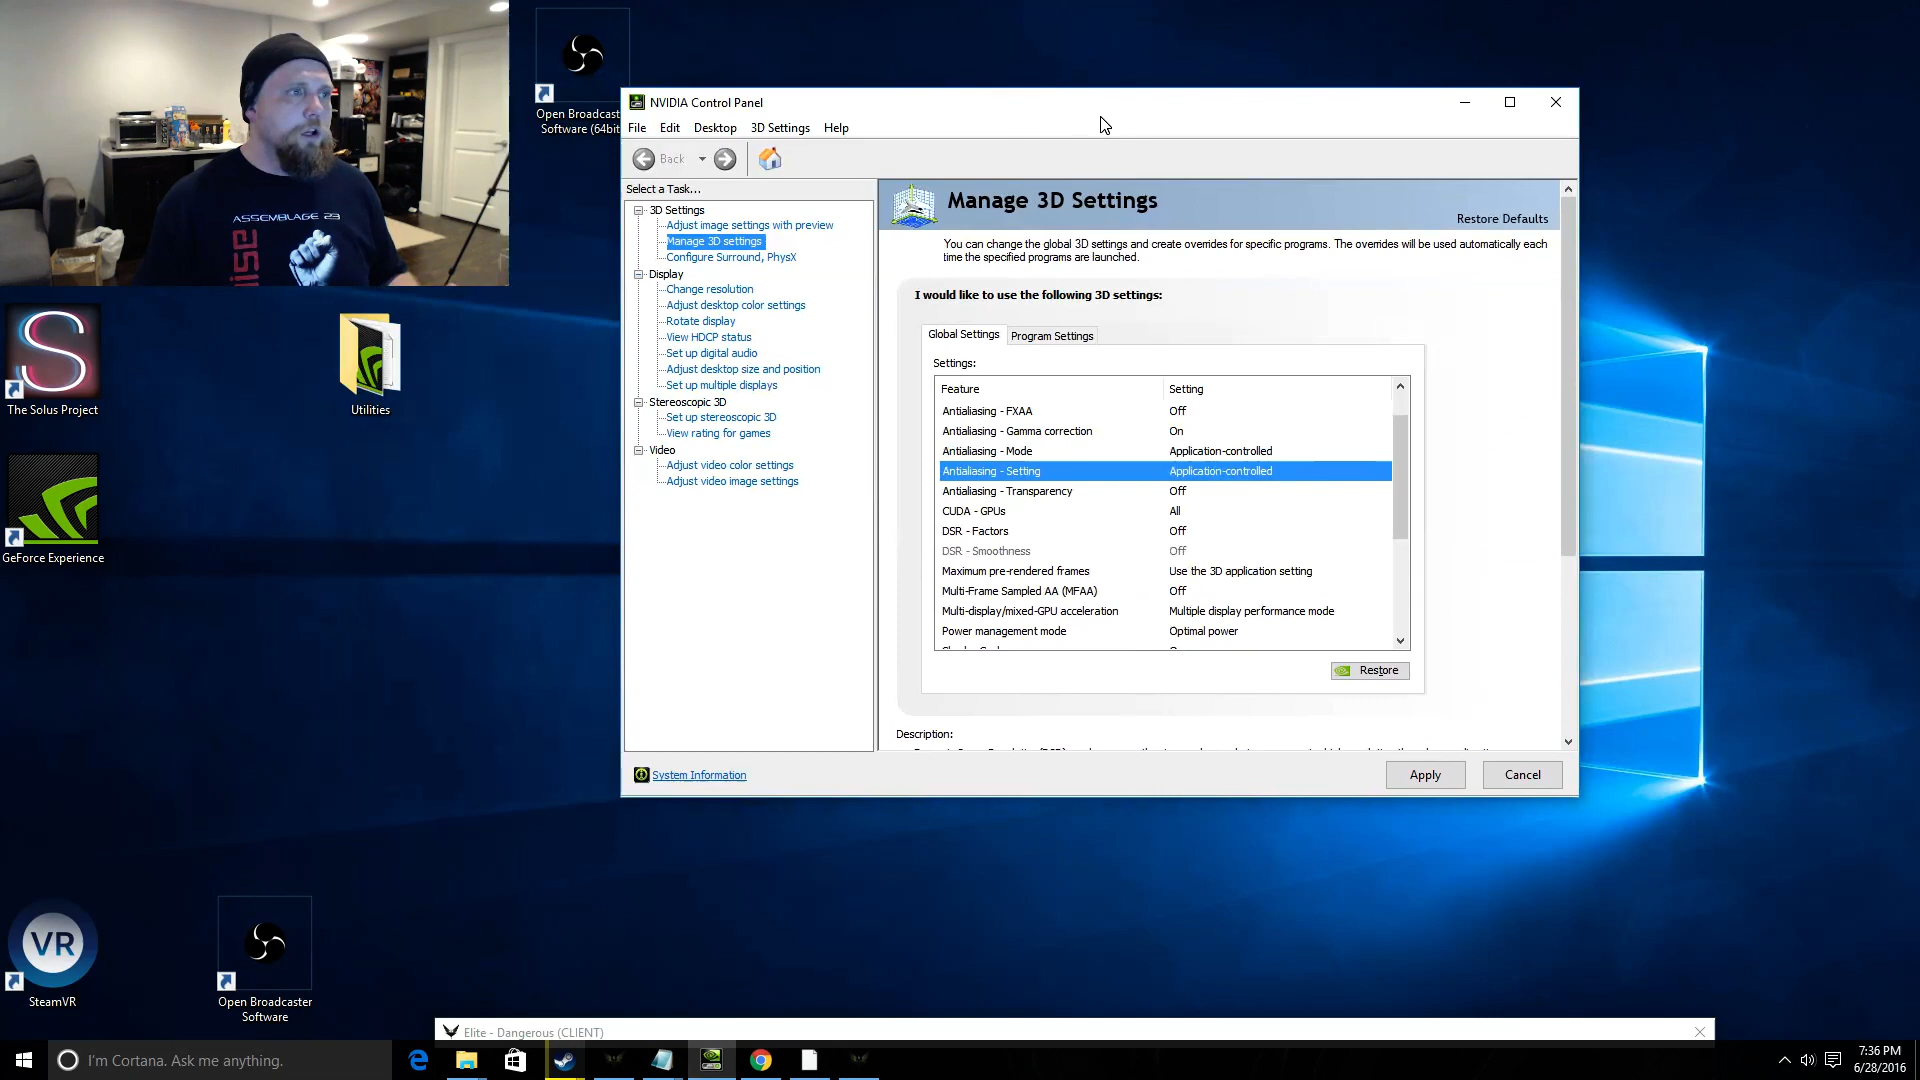 ASSEMBLAGE 23
Open Broadcast
Software (64bit
The Solus Project
Utilities
GeForce Experience
VR
SteamVR
Open Broadcaster
Software
NVIDIA Control Panel
File Edit Desktop 3D Settings Help
Back
Select a Task...
3D Settings
Adjust image settings with preview
Manage 3D settings
Configure Surround, PhysX
Display
Change resolution
Adjust desktop color settings
Rotate display
View HDCP status
Set up digital audio
Adjust desktop size and position
Set up multiple displays
Stereoscopic 3D
Set up stereoscopic 3D
View rating for games
Video
Adjust video color settings
Adjust video image settings
Manage 3D Settings
Restore Defaults
You can change the global 3D settings and create overrides for specific programs. The overrides will be used automatically each
time the specified programs are launched.
I would like to use the following 3D settings:
Global Settings Program Settings
Settings:
Feature Setting
Antialiasing - FXAA Off
Antialiasing - Gamma correction On
Antialiasing - Mode Application-controlled
Antialiasing - Setting Application-controlled
Antialiasing - Transparency Off
CUDA - GPUs All
DSR - Factors Off
DSR - Smoothness Off
Maximum pre-rendered frames Use the 3D application setting
Multi-Frame Sampled AA (MFAA) Off
Multi-display/mixed-GPU acceleration Multiple display performance mode
Power management mode Optimal power
Restore
Description:
System Information
Apply Cancel
Elite - Dangerous (CLIENT)
I'm Cortana. Ask me anything.
7:36 PM
6/28/2016